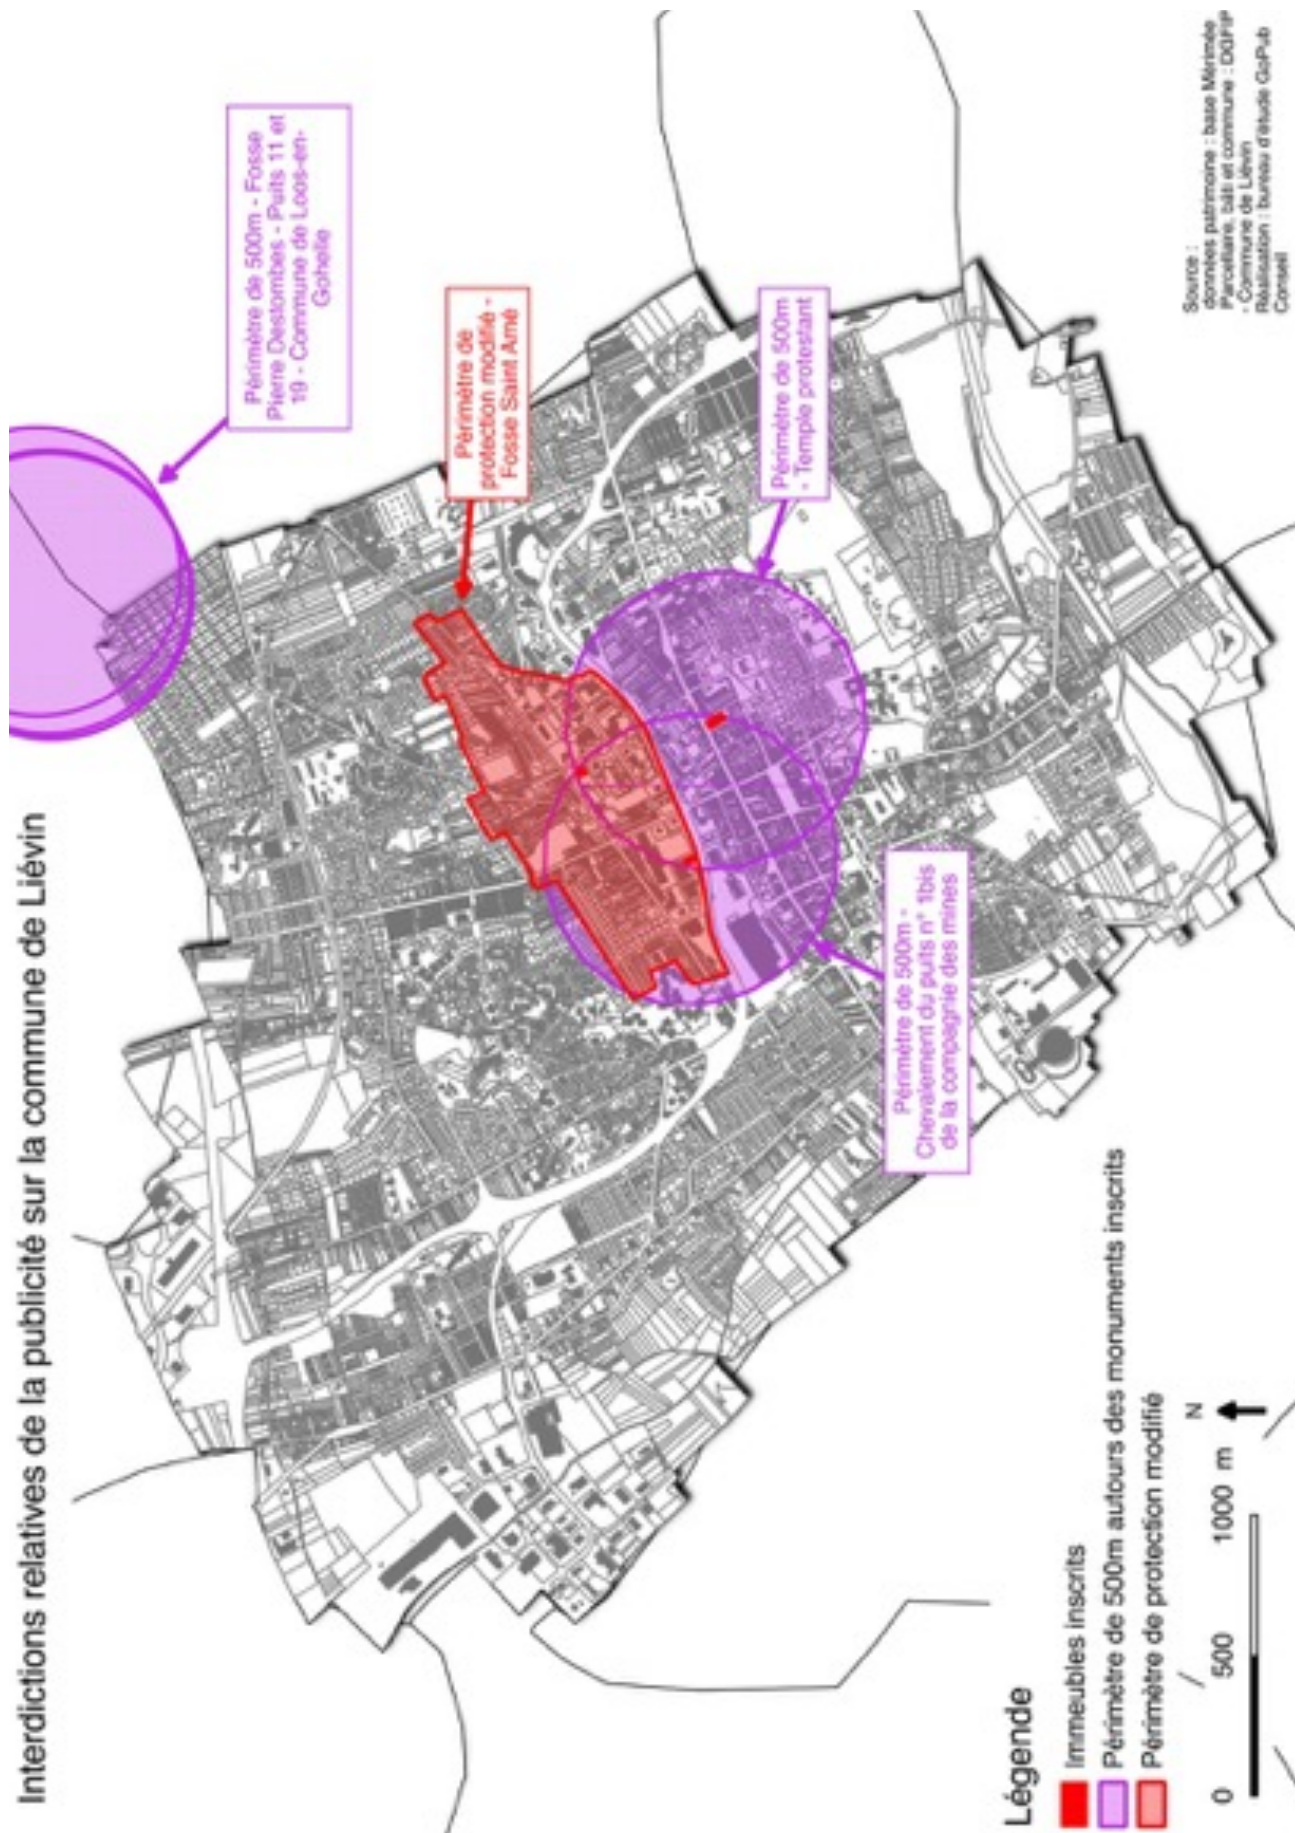 Interdictions relatives de la publicité sur la commune de Liévin
Périmètre de 500m - Fosse
Pierre Destombes - Puits 11 et
19 - Commune de Loos-en-
Gohelle
Périmètre de
protection modifié -
Fosse Saint Amé
Périmètre de 500m
- Temple protestant
Périmètre de 500m -
Chevalement du puits n° 1bis
de la compagnie des mines
Légende
Immeubles inscrits
Périmètre de 500m autours des monuments inscrits
Périmètre de protection modifié
0 500 1000 m
N
Source :
données patrimoine : base Mérimée
Parcellaire, bâti et commune : DGFIP
- Commune de Liévin
Réalisation : bureau d'étude GoPub
Conseil